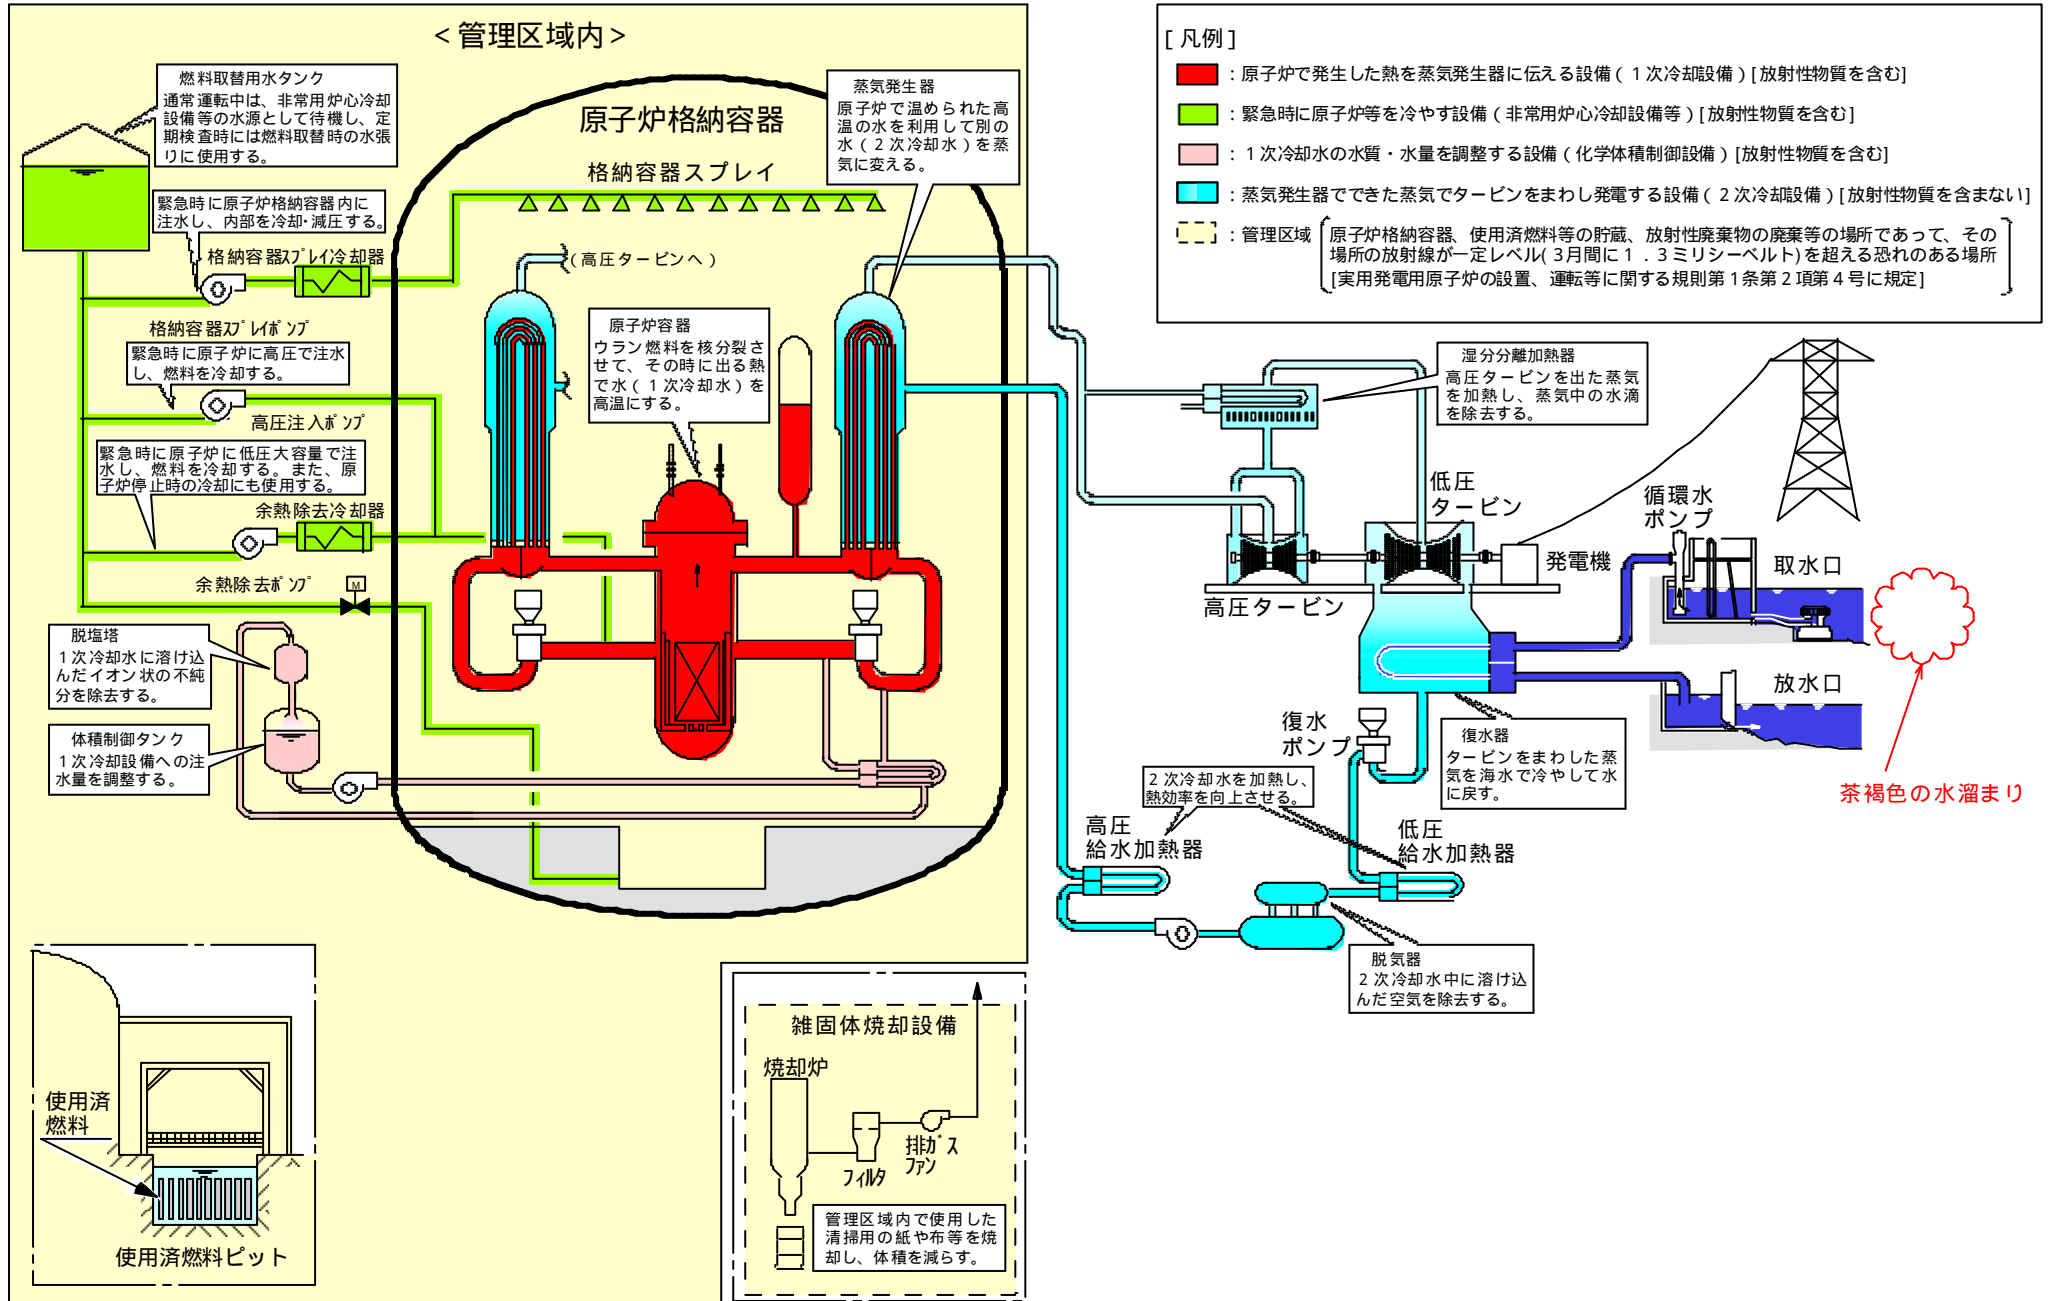 ＜管理区域内＞
燃料取替用水タンク
通常運転中は、非常用炉心冷却
設備等の水源として待機し、定
期検査時には燃料取替時の水張
りに使用する。
緊急時に原子炉格納容器内に
注水し、内部を冷却・減圧する。
格納容器スプレイ冷却器
格納容器スプレイポンプ
緊急時に原子炉に高圧で注水
し、燃料を冷却する。
高圧注入ポンプ
緊急時に原子炉に低圧大容量で注
水し、燃料を冷却する。また、原
子炉停止時の冷却にも使用する。
余熱除去冷却器
余熱除去ポンプ
M
脱塩塔
１次冷却水に溶け込
んだイオン状の不純
分を除去する。
体積制御タンク
１次冷却設備への注
水量を調整する。
原子炉格納容器
格納容器スプレイ
蒸気発生器
原子炉で温められた高
温の水を利用して別の
水（２次冷却水）を蒸
気に変える。
（高圧タービンへ）
原子炉容器
ウラン燃料を核分裂さ
せて、その時に出る熱
で水（１次冷却水）を
高温にする。
[凡例]
：原子炉で発生した熱を蒸気発生器に伝える設備（１次冷却設備）[放射性物質を含む]
：緊急時に原子炉等を冷やす設備（非常用炉心冷却設備等）[放射性物質を含む]
：１次冷却水の水質・水量を調整する設備（化学体積制御設備）[放射性物質を含む]
：蒸気発生器でできた蒸気でタービンをまわし発電する設備（２次冷却設備）[放射性物質を含まない]
：管理区域
原子炉格納容器、使用済燃料等の貯蔵、放射性廃棄物の廃棄等の場所であって、その
場所の放射線が一定レベル(３月間に１．３ミリシーベルト)を超える恐れのある場所
[実用発電用原子炉の設置、運転等に関する規則第１条第２項第４号に規定]
湿分分離加熱器
高圧タービンを出た蒸気
を加熱し、蒸気中の水滴
を除去する。
低圧
タービン
高圧タービン
発電機
循環水
ポンプ
取水口
放水口
茶褐色の水溜まり
復水
ポンプ
復水器
タービンをまわした蒸
気を海水で冷やして水
に戻す。
２次冷却水を加熱し、
熱効率を向上させる。
高圧
給水加熱器
低圧
給水加熱器
脱気器
２次冷却水中に溶け込
んだ空気を除去する。
使用済
燃料
使用済燃料ピット
雑固体焼却設備
焼却炉
フィルタ
排ガス
ファン
管理区域内で使用した
清掃用の紙や布等を焼
却し、体積を減らす。